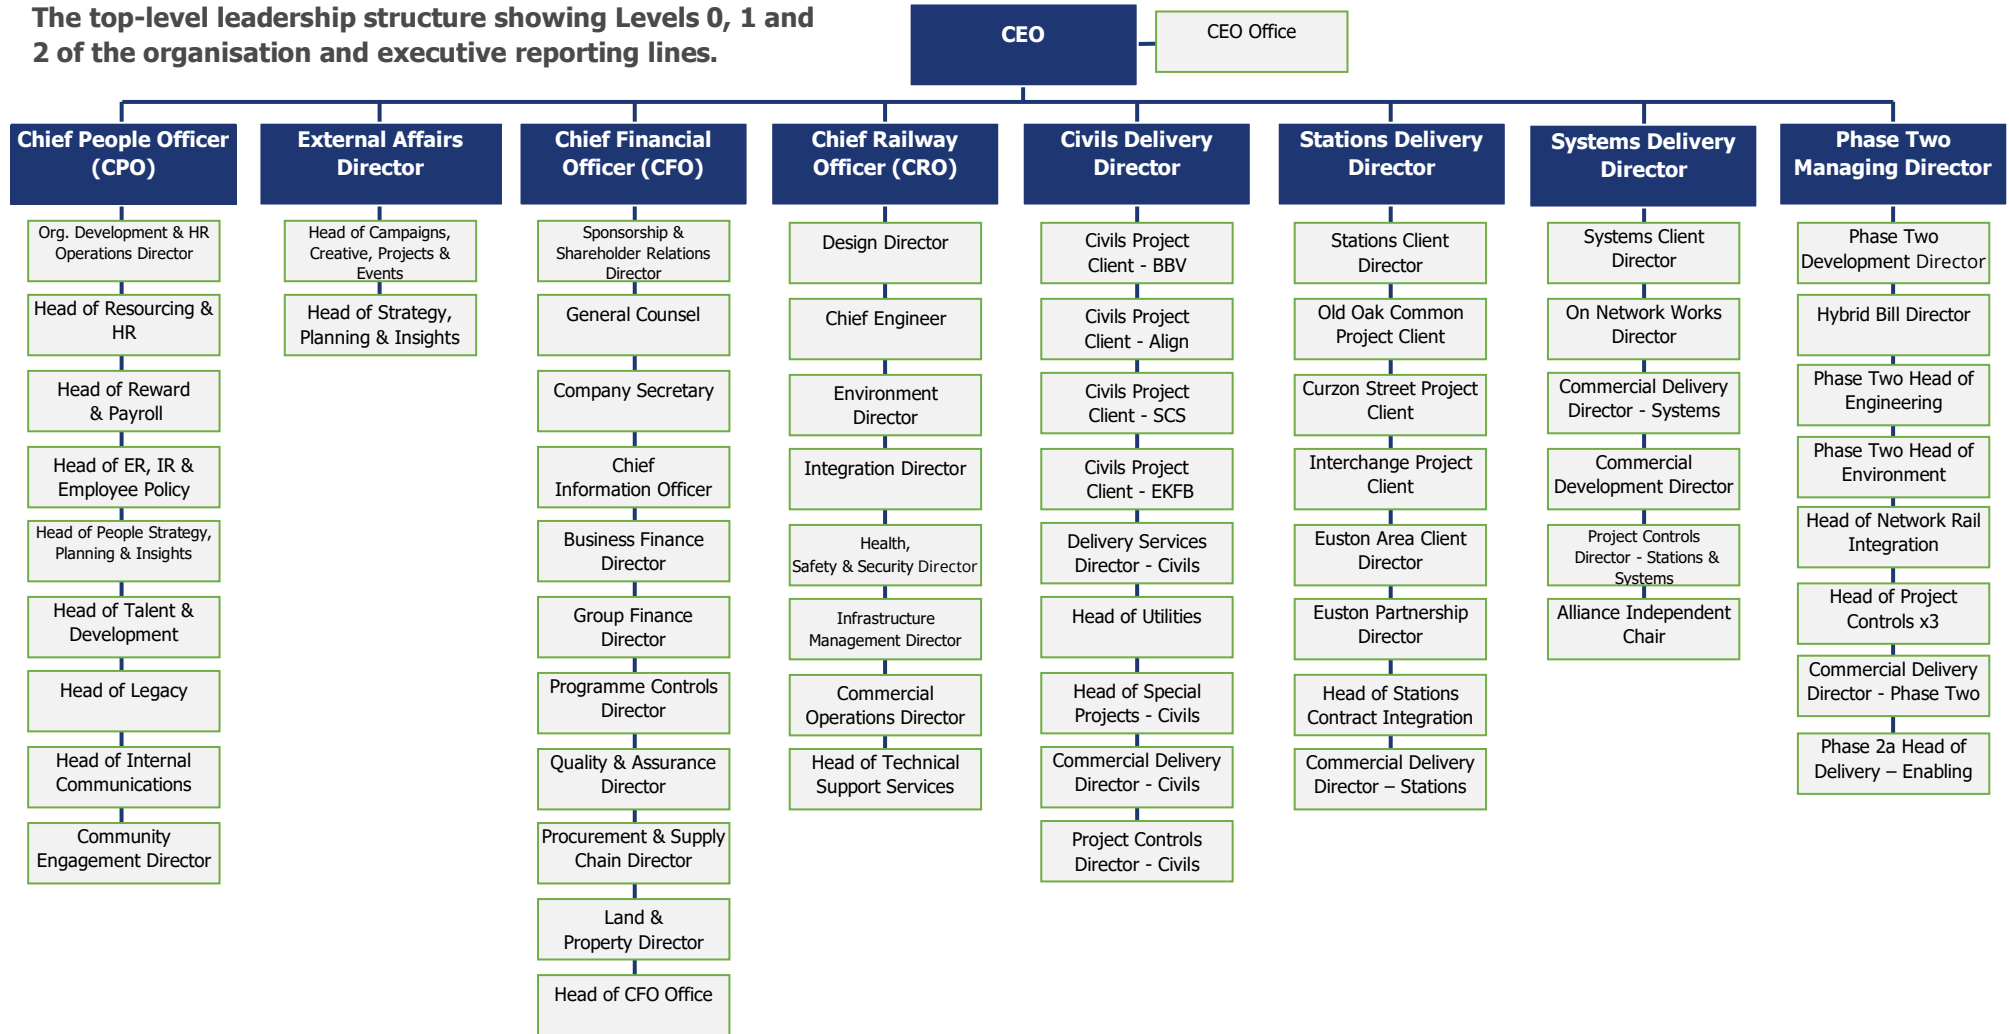 The top-level leadership structure showing Levels 0, 1 and
2 of the organisation and executive reporting lines.
CEO
CEO Office
Chief People Officer
(CPO)
Org. Development & HR
Operations Director
Head of Resourcing &
HR
Head of Reward
& Payroll
Head of ER, IR &
Employee Policy
Head of People Strategy,
Planning & Insights
Head of Talent &
Development
Head of Legacy
Head of Internal
Communications
Community
Engagement Director
External Affairs
Director
Head of Campaigns,
Creative, Projects &
Events
Head of Strategy,
Planning & Insights
Chief Financial
Officer (CFO)
Sponsorship &
Shareholder Relations
Director
General Counsel
Company Secretary
Chief
Information Officer
Business Finance
Director
Group Finance
Director
Programme Controls
Director
Quality & Assurance
Director
Procurement & Supply
Chain Director
Land &
Property Director
Head of CFO Office
Chief Railway
Officer (CRO)
Design Director
Chief Engineer
Environment
Director
Integration Director
Health,
Safety & Security Director
Infrastructure
Management Director
Commercial
Operations Director
Head of Technical
Support Services
Civils Delivery
Director
Civils Project
Client - BBV
Civils Project
Client - Align
Civils Project
Client - SCS
Civils Project
Client - EKFB
Delivery Services
Director - Civils
Head of Utilities
Head of Special
Projects - Civils
Commercial Delivery
Director - Civils
Project Controls
Director - Civils
Stations Delivery
Director
Stations Client
Director
Old Oak Common
Project Client
Curzon Street Project
Client
Interchange Project
Client
Euston Area Client
Director
Euston Partnership
Director
Head of Stations
Contract Integration
Commercial Delivery
Director – Stations
Systems Delivery
Director
Systems Client
Director
On Network Works
Director
Commercial Delivery
Director - Systems
Commercial
Development Director
Project Controls
Director - Stations &
Systems
Alliance Independent
Chair
Phase Two
Managing Director
Phase Two
Development Director
Hybrid Bill Director
Phase Two Head of
Engineering
Phase Two Head of
Environment
Head of Network Rail
Integration
Head of Project
Controls x3
Commercial Delivery
Director - Phase Two
Phase 2a Head of
Delivery – Enabling